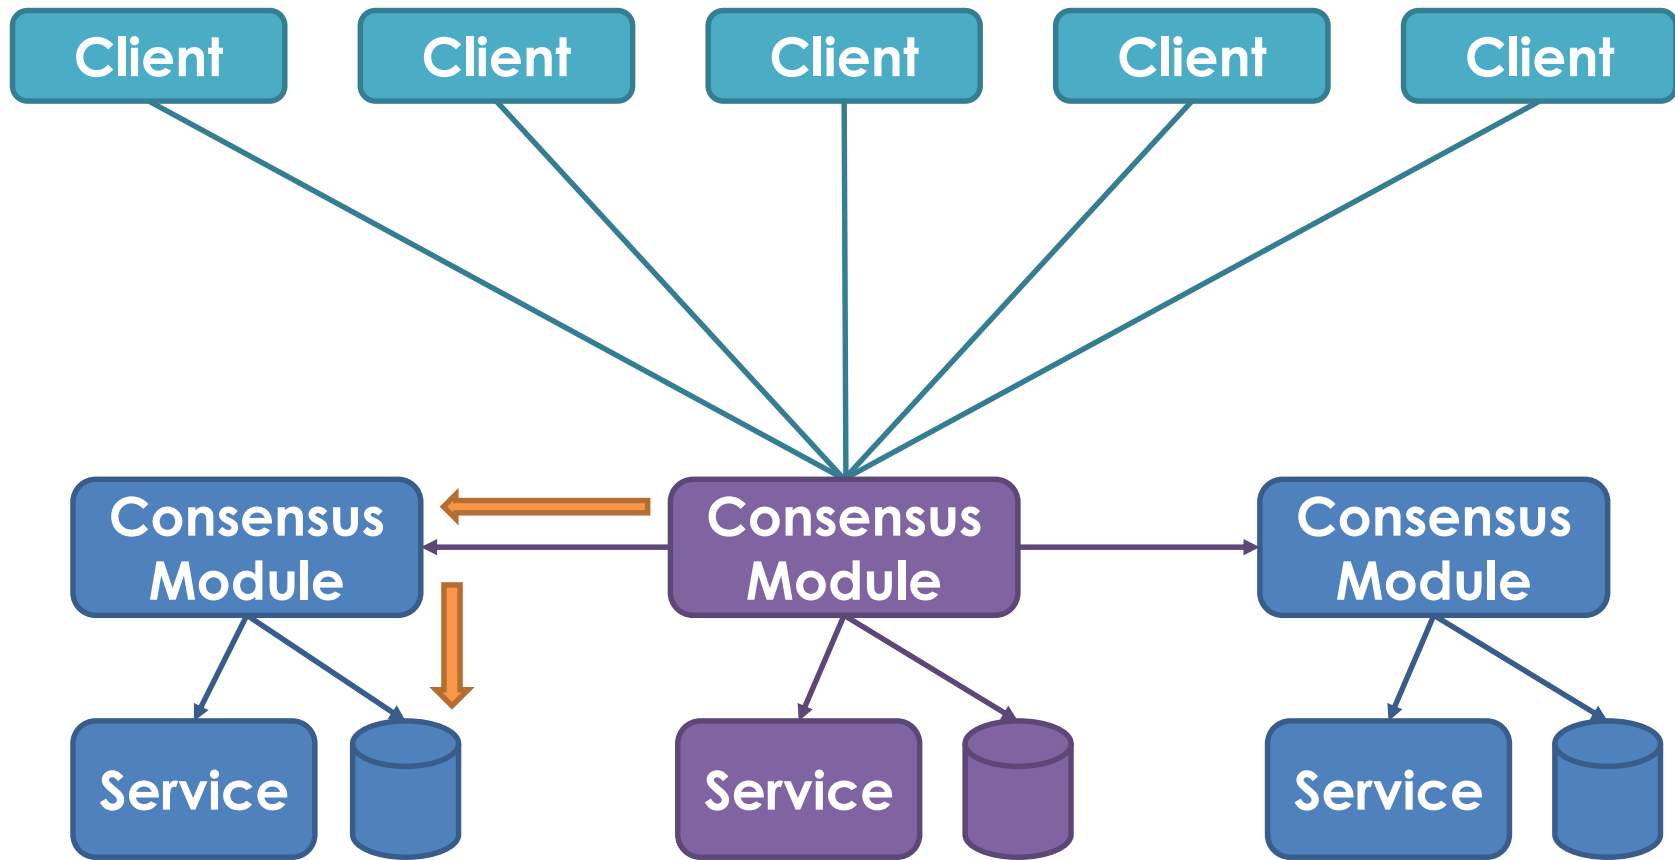 Client
Client
Client
Client
Client
Consensus
Module
Consensus
Module
Consensus
Module
Service
Service
Service